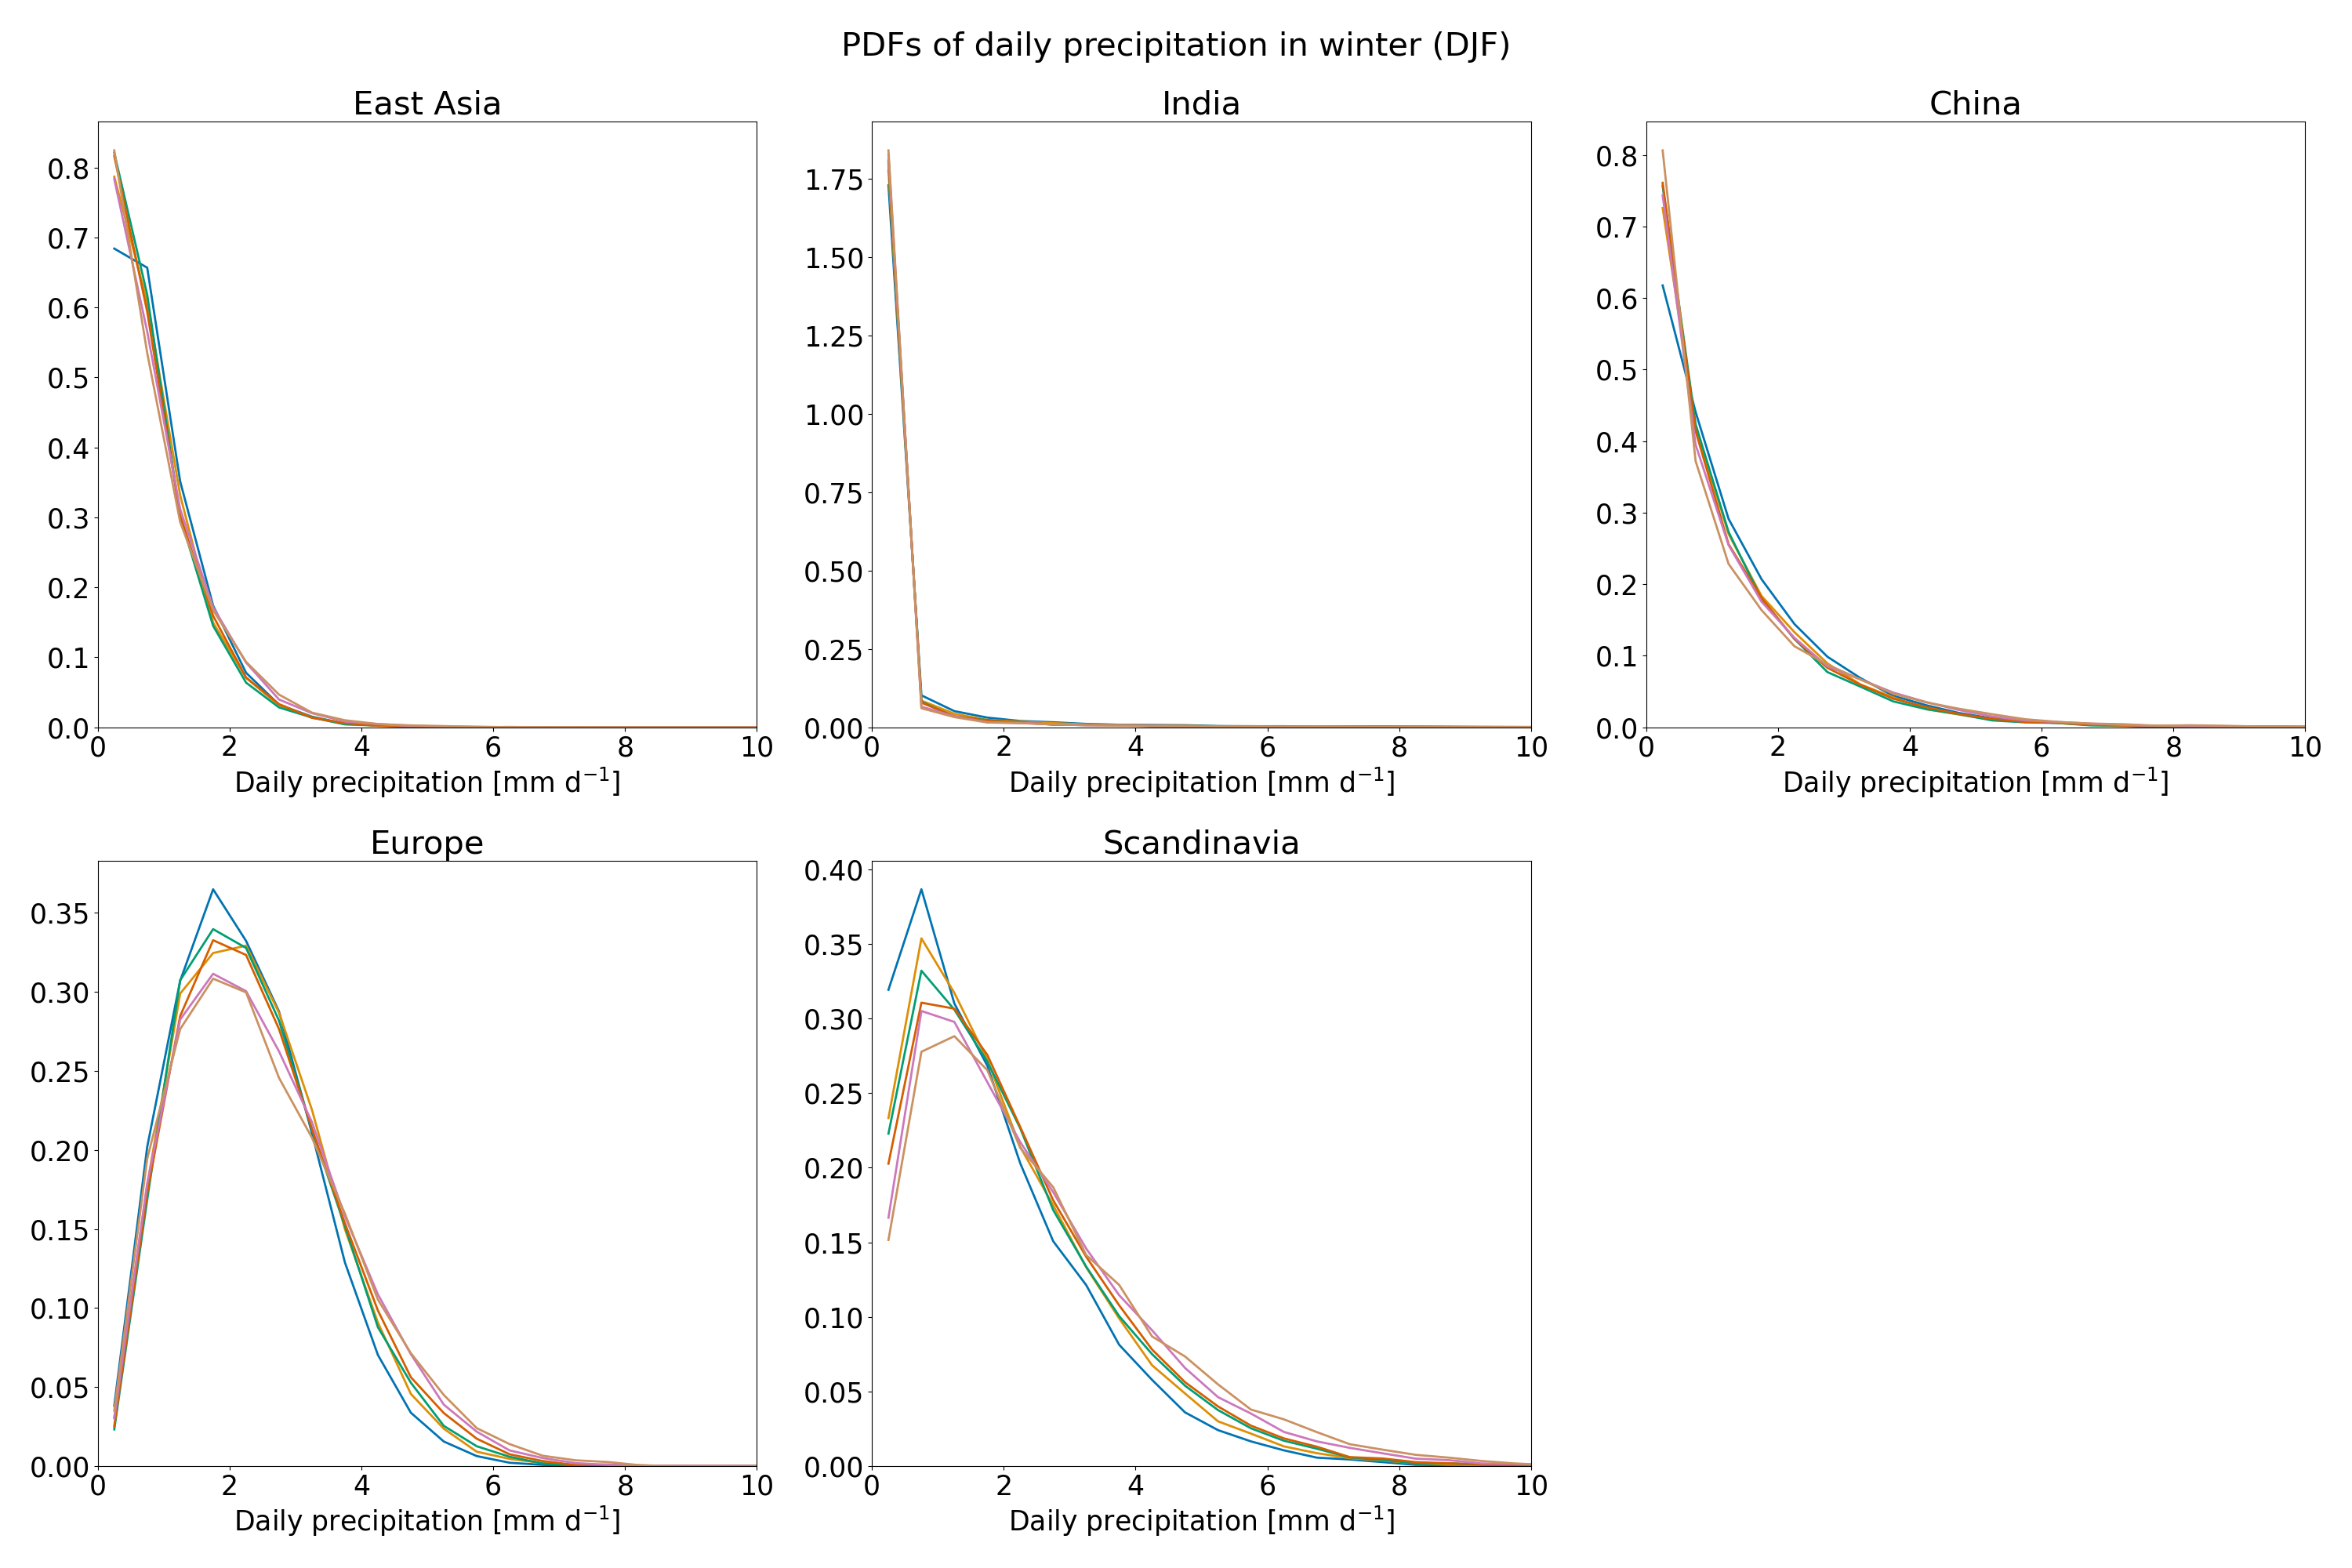 PDFs of daily precipitation in winter (DJF)
East Asia
0.8
0.7
0.6
0.5
0.4
0.3
0.2
0.1
0.0
0 2 4 6 8 10
Daily precipitation [mm d⁻¹]
India
1.75
1.50
1.25
1.00
0.75
0.50
0.25
0.00
0 2 4 6 8 10
Daily precipitation [mm d⁻¹]
China
0.8
0.7
0.6
0.5
0.4
0.3
0.2
0.1
0.0
0 2 4 6 8 10
Daily precipitation [mm d⁻¹]
Europe
0.35
0.30
0.25
0.20
0.15
0.10
0.05
0.00
0 2 4 6 8 10
Daily precipitation [mm d⁻¹]
Scandinavia
0.40
0.35
0.30
0.25
0.20
0.15
0.10
0.05
0.00
0 2 4 6 8 10
Daily precipitation [mm d⁻¹]